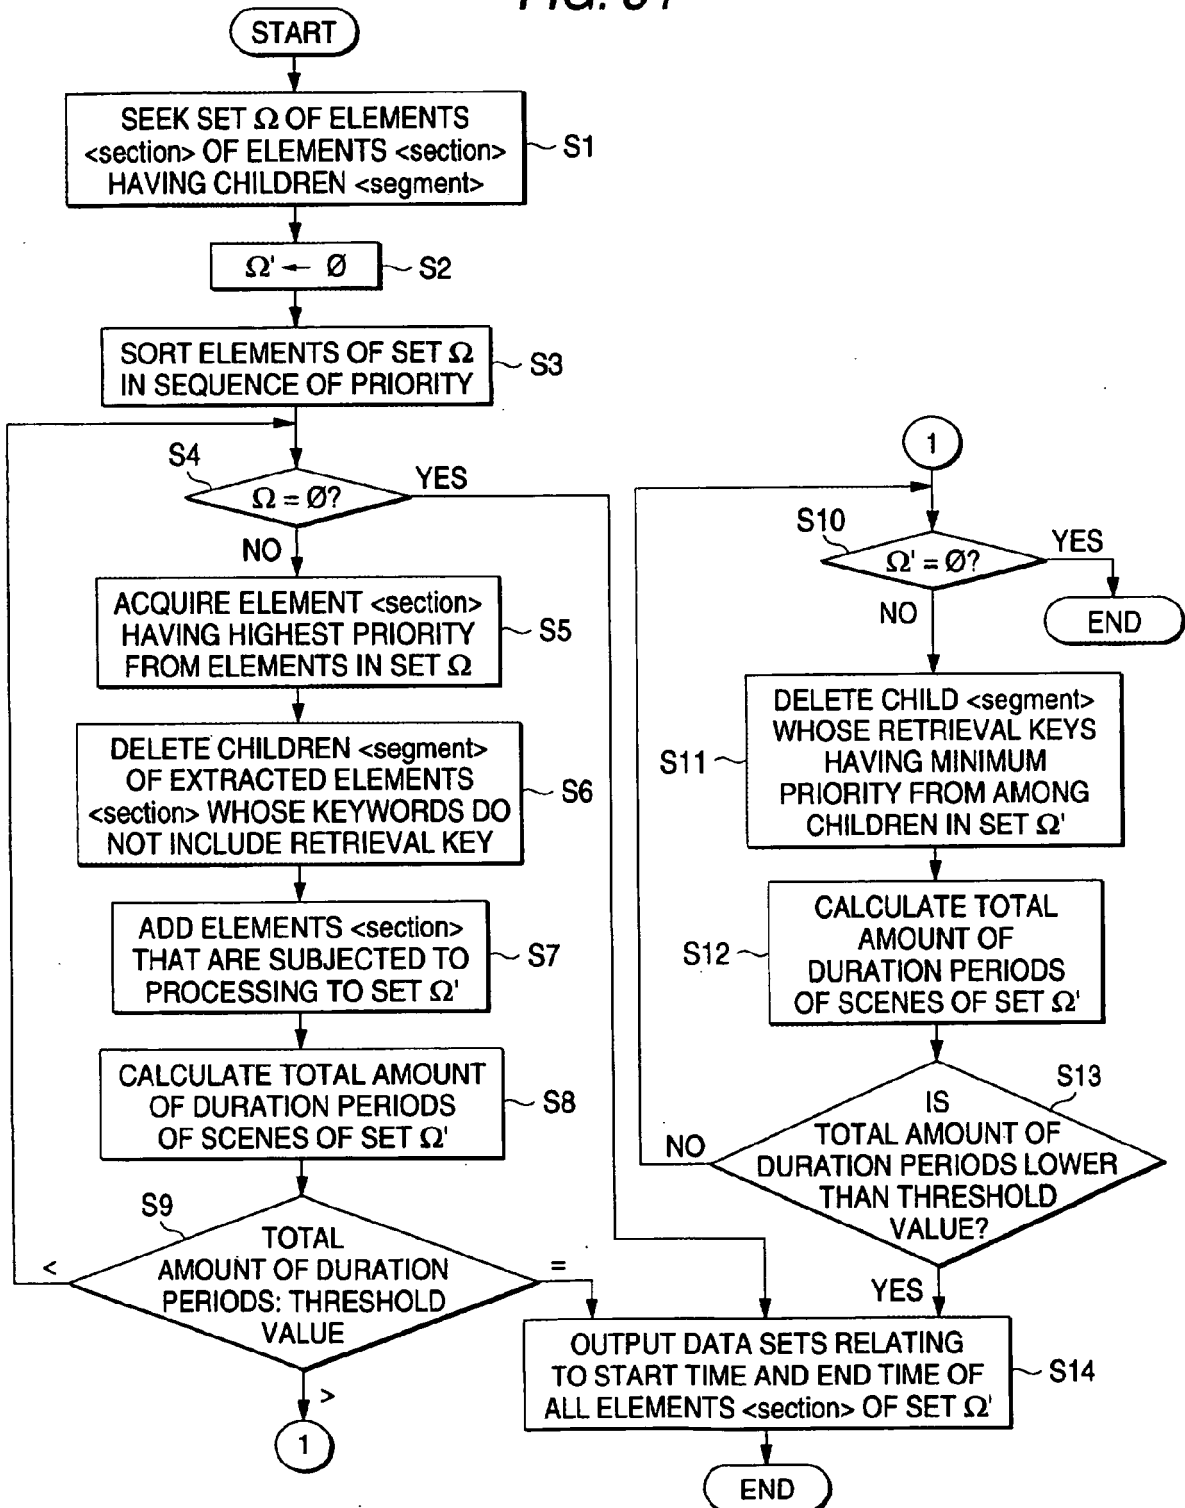 START
SEEK SET Ω OF ELEMENTS
<section> OF ELEMENTS <section>
HAVING CHILDREN <segment>
S1
Ω' ← Ø
S2
SORT ELEMENTS OF SET Ω
IN SEQUENCE OF PRIORITY
S3
S4
Ω = Ø?
YES
NO
ACQUIRE ELEMENT <section>
HAVING HIGHEST PRIORITY
FROM ELEMENTS IN SET Ω
S5
DELETE CHILDREN <segment>
OF EXTRACTED ELEMENTS
<section> WHOSE KEYWORDS DO
NOT INCLUDE RETRIEVAL KEY
S6
ADD ELEMENTS <section>
THAT ARE SUBJECTED TO
PROCESSING TO SET Ω'
S7
CALCULATE TOTAL AMOUNT
OF DURATION PERIODS
OF SCENES OF SET Ω'
S8
S9
TOTAL
AMOUNT OF DURATION
PERIODS: THRESHOLD
VALUE
<
=
>
1
1
S10
Ω' = Ø?
YES
END
NO
DELETE CHILD <segment>
WHOSE RETRIEVAL KEYS
HAVING MINIMUM
PRIORITY FROM AMONG
CHILDREN IN SET Ω'
S11
CALCULATE TOTAL
AMOUNT OF
DURATION PERIODS
OF SCENES OF SET Ω'
S12
S13
IS
TOTAL AMOUNT OF
DURATION PERIODS LOWER
THAN THRESHOLD
VALUE?
NO
YES
OUTPUT DATA SETS RELATING
TO START TIME AND END TIME OF
ALL ELEMENTS <section> OF SET Ω'
S14
END